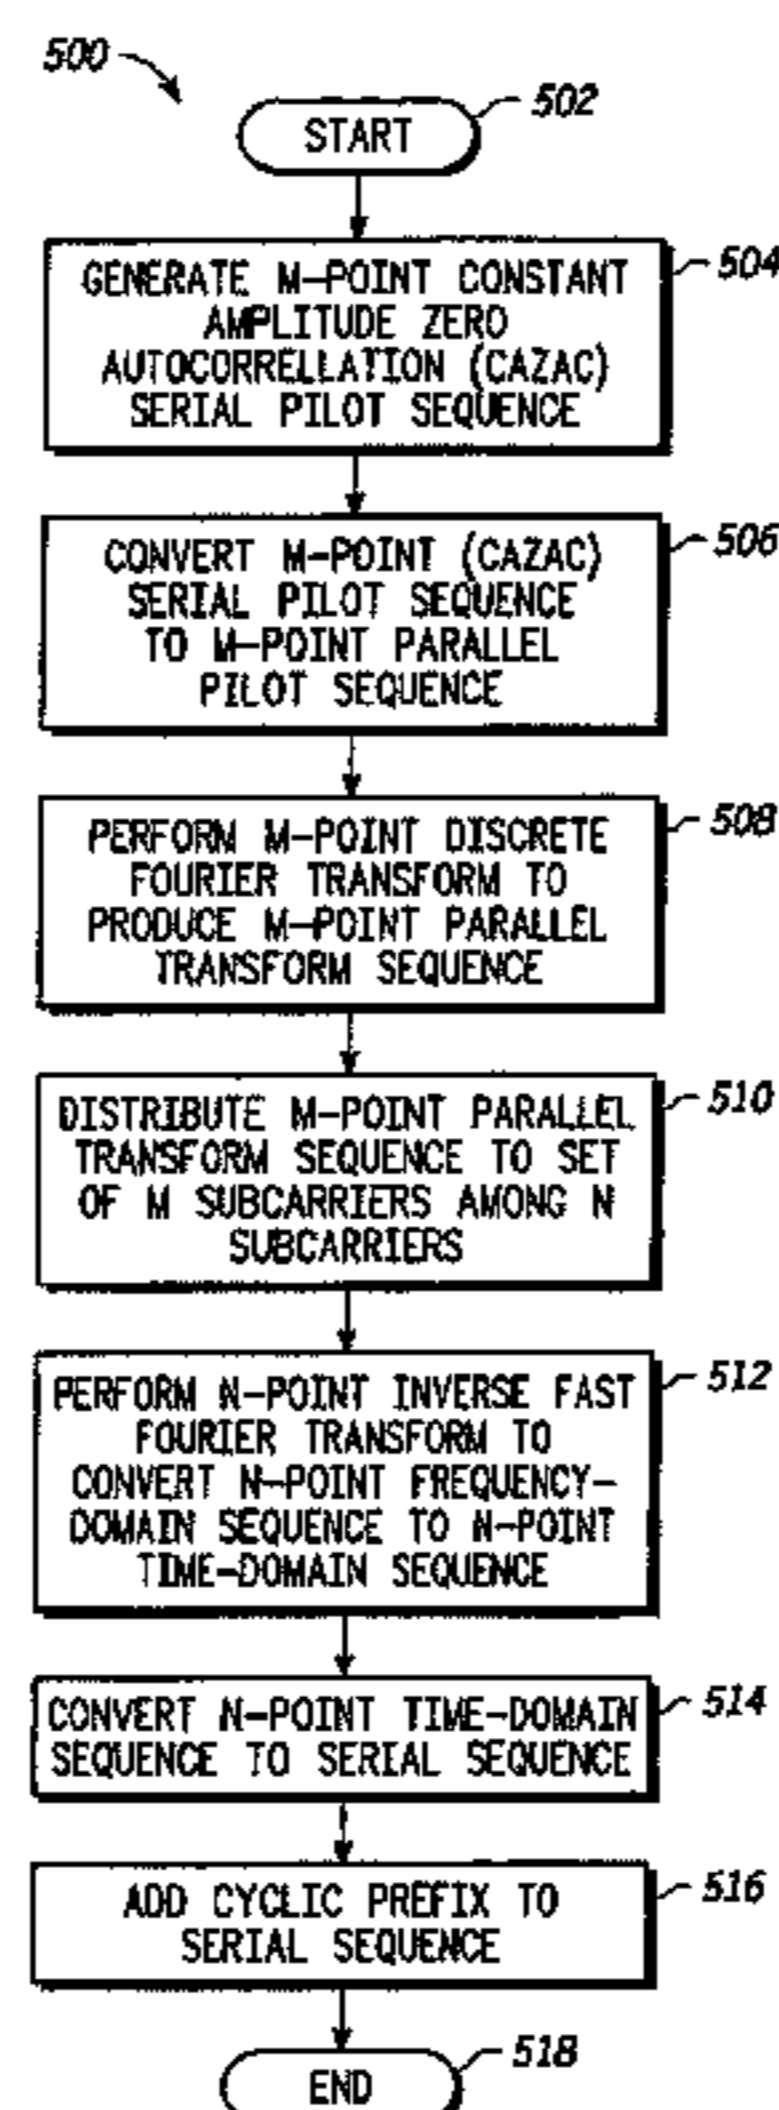 500
502
START
504
GENERATE M-POINT CONSTANT
AMPLITUDE ZERO
AUTOCORRELLATION (CAZAC)
SERIAL PILOT SEQUENCE
506
CONVERT M-POINT (CAZAC)
SERIAL PILOT SEQUENCE
TO M-POINT PARALLEL
PILOT SEQUENCE
508
PERFORM M-POINT DISCRETE
FOURIER TRANSFORM TO
PRODUCE M-POINT PARALLEL
TRANSFORM SEQUENCE
510
DISTRIBUTE M-POINT PARALLEL
TRANSFORM SEQUENCE TO SET
OF M SUBCARRIERS AMONG N
SUBCARRIERS
512
PERFORM N-POINT INVERSE FAST
FOURIER TRANSFORM TO
CONVERT N-POINT FREQUENCY-
DOMAIN SEQUENCE TO N-POINT
TIME-DOMAIN SEQUENCE
514
CONVERT N-POINT TIME-DOMAIN
SEQUENCE TO SERIAL SEQUENCE
516
ADD CYCLIC PREFIX TO
SERIAL SEQUENCE
518
END